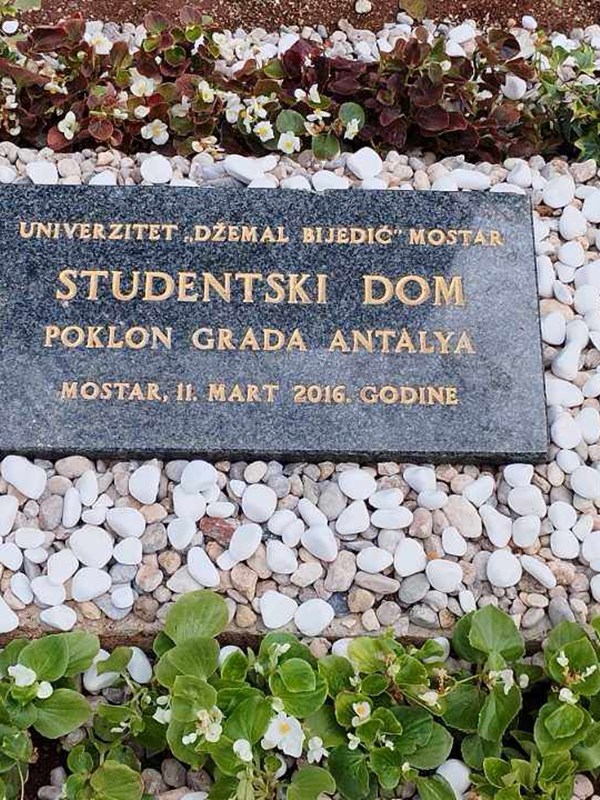 UNIVERZITET „DŽEMAL BIJEDIĆ" MOSTAR
STUDENTSKI DOM
POKLON GRADA ANTALYA
MOSTAR, 11. MART 2016. GODINE